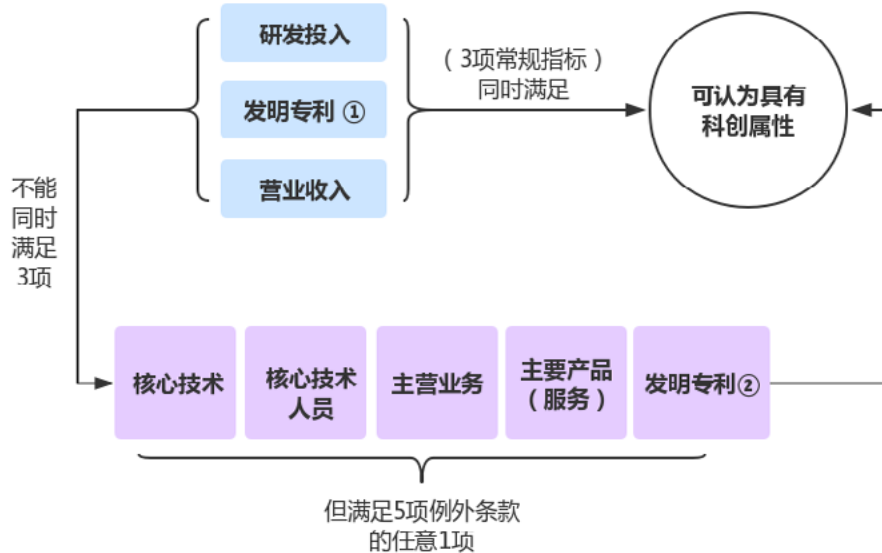 研发投入
发明专利 ①
营业收入
（3项常规指标）
同时满足
可认为具有
科创属性
不能
同时
满足
3项
核心技术
核心技术
人员
主营业务
主要产品
（服务）
发明专利②
但满足5项例外条款
的任意1项